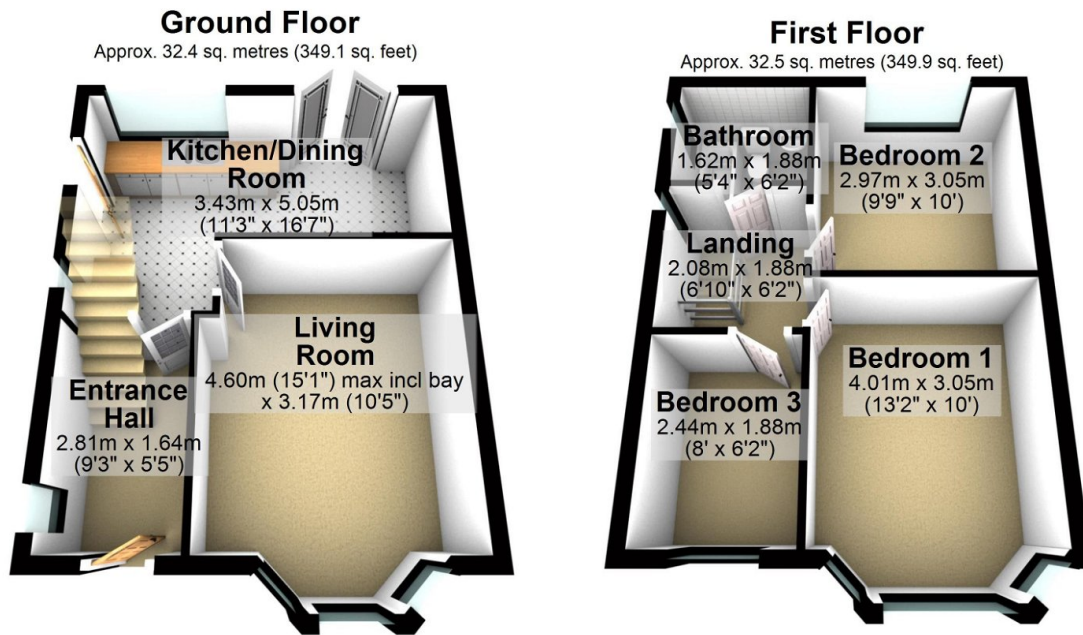 Ground Floor
Approx. 32.4 sq. metres (349.1 sq. feet)
Kitchen/Dining
Room
3.43m x 5.05m
(11'3" x 16'7")
Living
Room
4.60m (15'1") max incl bay
x 3.17m (10'5")
Entrance
Hall
2.81m x 1.64m
(9'3" x 5'5")
First Floor
Approx. 32.5 sq. metres (349.9 sq. feet)
Bathroom
1.62m x 1.88m
(5'4" x 6'2")
Bedroom 2
2.97m x 3.05m
(9'9" x 10')
Landing
2.08m x 1.88m
(6'10" x 6'2")
Bedroom 1
4.01m x 3.05m
(13'2" x 10')
Bedroom 3
2.44m x 1.88m
(8' x 6'2")